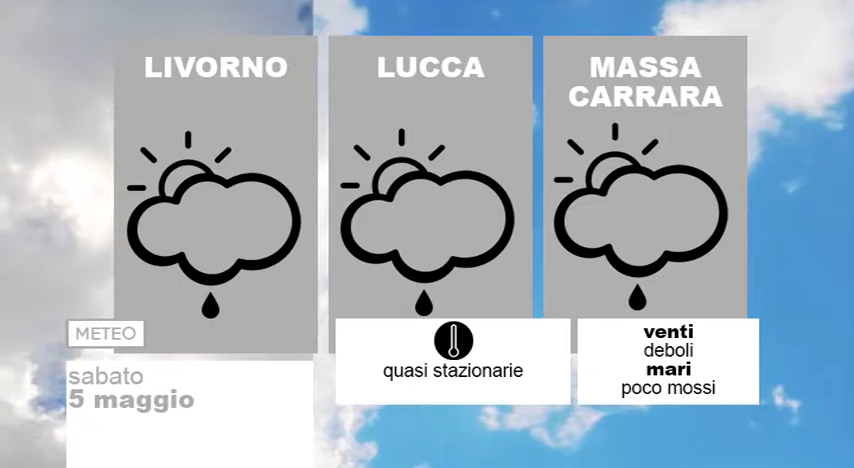 LIVORNO
LUCCA
MASSA
CARRARA
METEO
sabato
5 maggio
quasi stazionarie
venti
deboli
mari
poco mossi